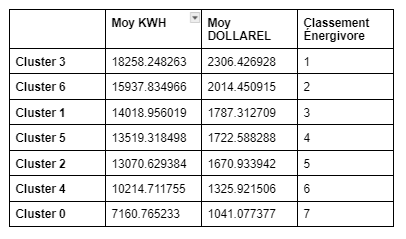 Moy KWH Moy DOLLAREL Classement Énergivore
Cluster 3 18258.248263 2306.426928 1
Cluster 6 15937.834966 2014.450915 2
Cluster 1 14018.956019 1787.312709 3
Cluster 5 13519.318498 1722.588288 4
Cluster 2 13070.629384 1670.933942 5
Cluster 4 10214.711755 1325.921506 6
Cluster 0 7160.765233 1041.077377 7